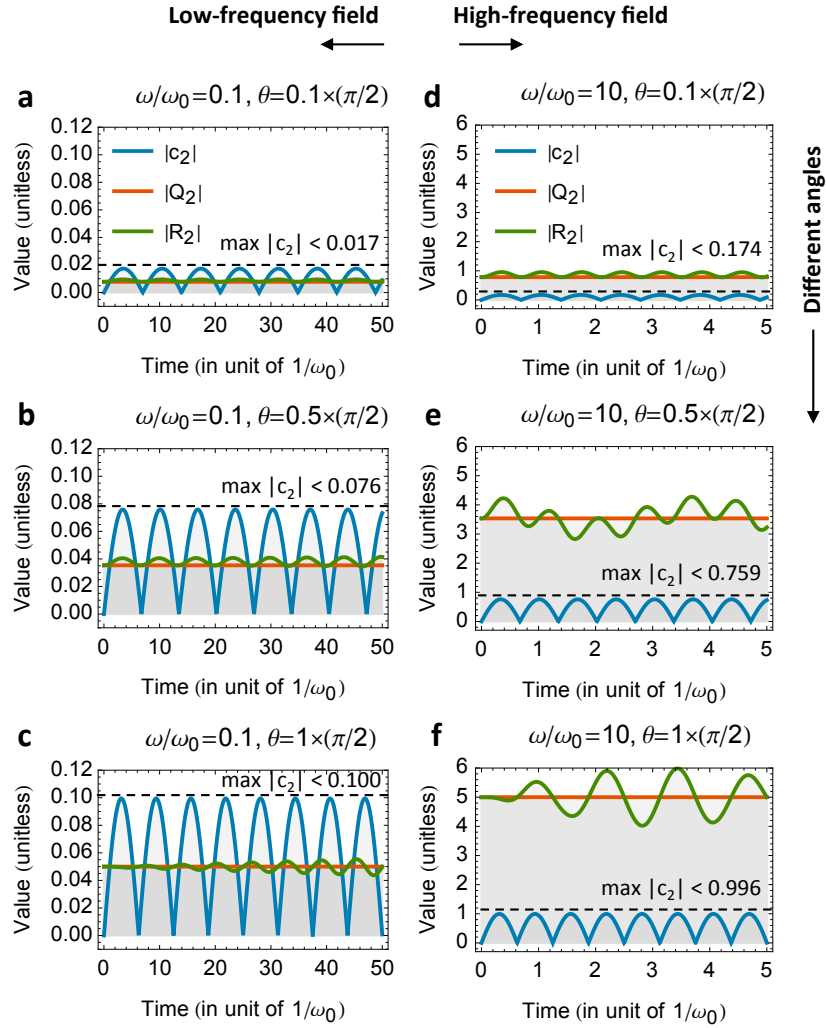 Low-frequency field
High-frequency field
Different angles
a
ω/ω0=0.1, θ=0.1×(π/2)
Value (unitless)
0.12
0.10
0.08
0.06
0.04
0.02
0.00
|c2|
|Q2|
|R2|
max |c2| < 0.017
0 10 20 30 40 50
Time (in unit of 1/ω0)
d
ω/ω0=10, θ=0.1×(π/2)
Value (unitless)
6
5
4
3
2
1
0
|c2|
|Q2|
|R2|
max |c2| < 0.174
0 1 2 3 4 5
Time (in unit of 1/ω0)
b
ω/ω0=0.1, θ=0.5×(π/2)
Value (unitless)
0.12
0.10
0.08
0.06
0.04
0.02
0.00
max |c2| < 0.076
0 10 20 30 40 50
Time (in unit of 1/ω0)
e
ω/ω0=10, θ=0.5×(π/2)
Value (unitless)
6
5
4
3
2
1
0
max |c2| < 0.759
0 1 2 3 4 5
Time (in unit of 1/ω0)
c
ω/ω0=0.1, θ=1×(π/2)
Value (unitless)
0.12
0.10
0.08
0.06
0.04
0.02
0.00
max |c2| < 0.100
0 10 20 30 40 50
Time (in unit of 1/ω0)
f
ω/ω0=10, θ=1×(π/2)
Value (unitless)
6
5
4
3
2
1
0
max |c2| < 0.996
0 1 2 3 4 5
Time (in unit of 1/ω0)